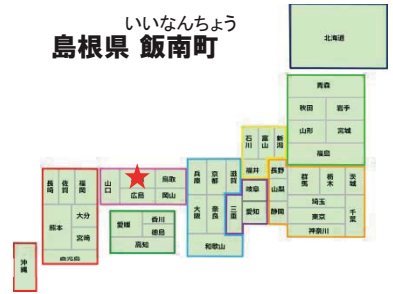 いいなんちょう
島根県 飯南町
北海道
青森
秋田 岩手
山形 宮城
福島
石川 富山 新潟
福井 長野
岐阜 山梨
愛知 静岡
群馬 栃木 茨城
埼玉
東京 千葉
神奈川
兵庫 京都 滋賀
大阪 奈良 三重
和歌山
山口 鳥取
広島 岡山
愛媛 香川
徳島
高知
長崎 佐賀 福岡
熊本 大分
宮崎
鹿児島
沖縄